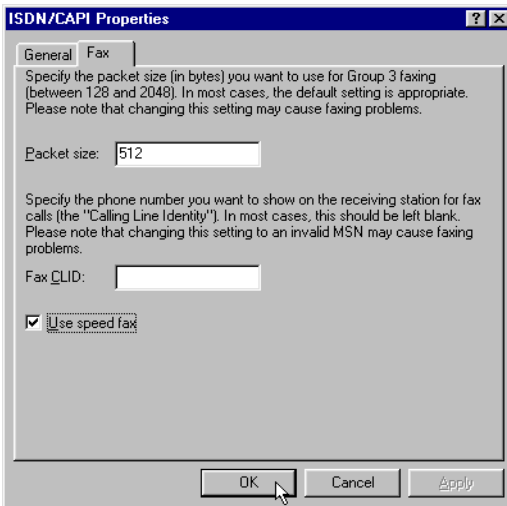 ISDN/CAPI Properties
General Fax
Specify the packet size (in bytes) you want to use for Group 3 faxing
(between 128 and 2048). In most cases, the default setting is appropriate.
Please note that changing this setting may cause faxing problems.
Packet size: 512
Specify the phone number you want to show on the receiving station for fax
calls (the "Calling Line Identity"). In most cases, this should be left blank.
Please note that changing this setting to an invalid MSN may cause faxing
problems.
Fax CLID:
Use speed fax
OK Cancel Apply